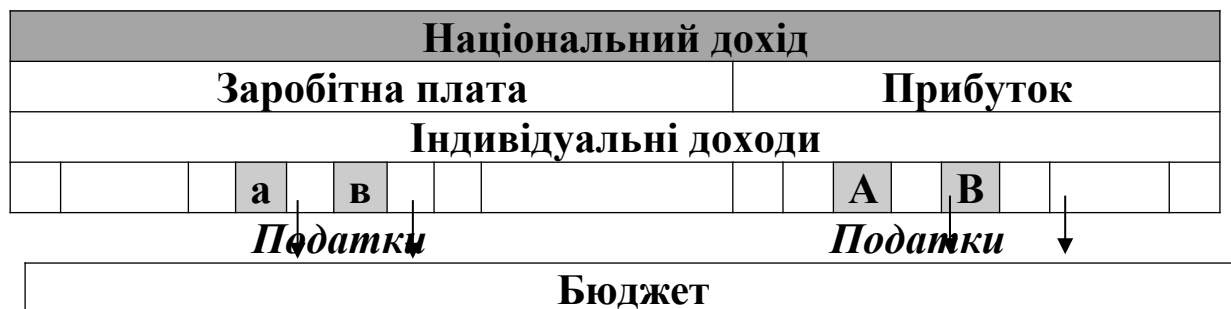 Національний дохід
Заробітна плата Прибуток
Індивідуальні доходи
а в А В
Податки Податки
Бюджет